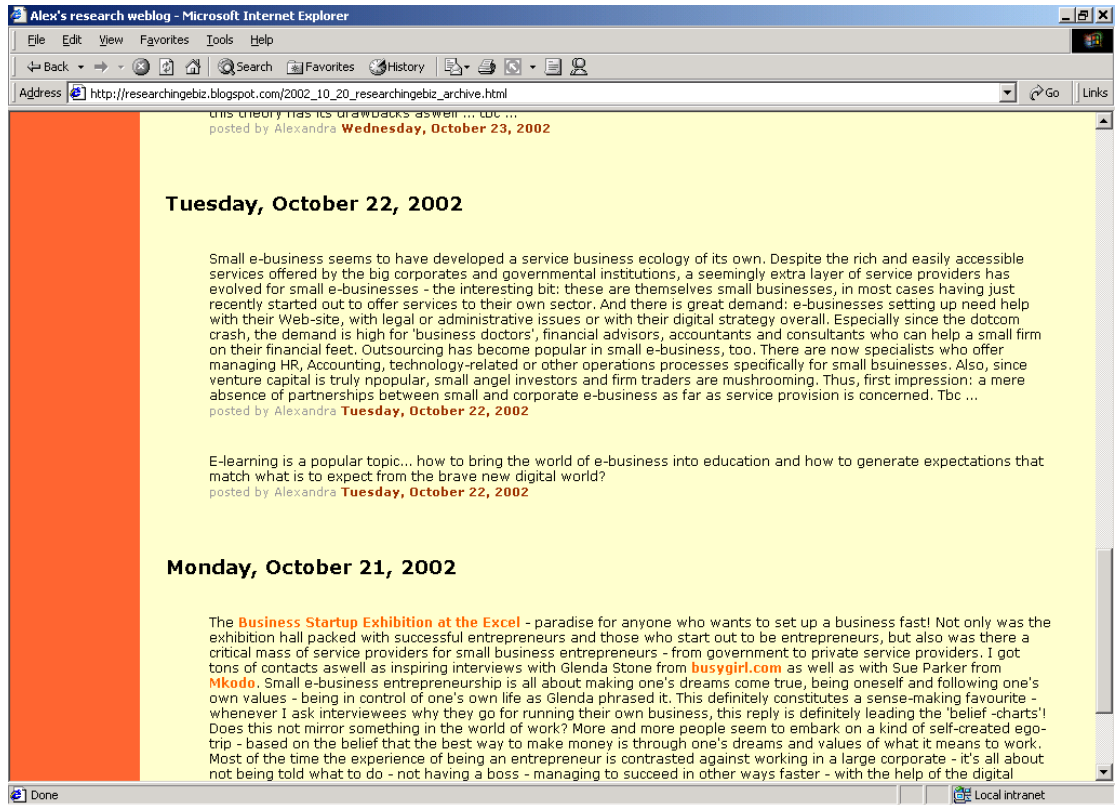 Alex's research weblog - Microsoft Internet Explorer
File Edit View Favorites Tools Help
Back Search Favorites History
Address http://researchingebiz.blogspot.com/2002_10_20_researchingebiz_archive.html Go Links
this theory has its drawbacks aswell ... tbc ...
posted by Alexandra Wednesday, October 23, 2002
Tuesday, October 22, 2002
Small e-business seems to have developed a service business ecology of its own. Despite the rich and easily accessible
services offered by the big corporates and governmental institutions, a seemingly extra layer of service providers has
evolved for small e-businesses - the interesting bit: these are themselves small businesses, in most cases having just
recently started out to offer services to their own sector. And there is great demand: e-businesses setting up need help
with their Web-site, with legal or administrative issues or with their digital strategy overall. Especially since the dotcom
crash, the demand is high for 'business doctors', financial advisors, accountants and consultants who can help a small firm
on their financial feet. Outsourcing has become popular in small e-business, too. There are now specialists who offer
managing HR, Accounting, technology-related or other operations processes specifically for small bsuinesses. Also, since
venture capital is truly npopular, small angel investors and firm traders are mushrooming. Thus, first impression: a mere
absence of partnerships between small and corporate e-business as far as service provision is concerned. Tbc ...
posted by Alexandra Tuesday, October 22, 2002
E-learning is a popular topic... how to bring the world of e-business into education and how to generate expectations that
match what is to expect from the brave new digital world?
posted by Alexandra Tuesday, October 22, 2002
Monday, October 21, 2002
The Business Startup Exhibition at the Excel - paradise for anyone who wants to set up a business fast! Not only was the
exhibition hall packed with successful entrepreneurs and those who start out to be entrepreneurs, but also was there a
critical mass of service providers for small business entrepreneurs - from government to private service providers. I got
tons of contacts aswell as inspiring interviews with Glenda Stone from busygirl.com as well as with Sue Parker from
Mkodo. Small e-business entrepreneurship is all about making one's dreams come true, being oneself and following one's
own values - being in control of one's own life as Glenda phrased it. This definitely constitutes a sense-making favourite -
whenever I ask interviewees why they go for running their own business, this reply is definitely leading the 'belief -charts'!
Does this not mirror something in the world of work? More and more people seem to embark on a kind of self-created ego-
trip - based on the belief that the best way to make money is through one's dreams and values of what it means to work.
Most of the time the experience of being an entrepreneur is contrasted against working in a large corporate - it's all about
not being told what to do - not having a boss - managing to succeed in other ways faster - with the help of the digital
Done Local intranet